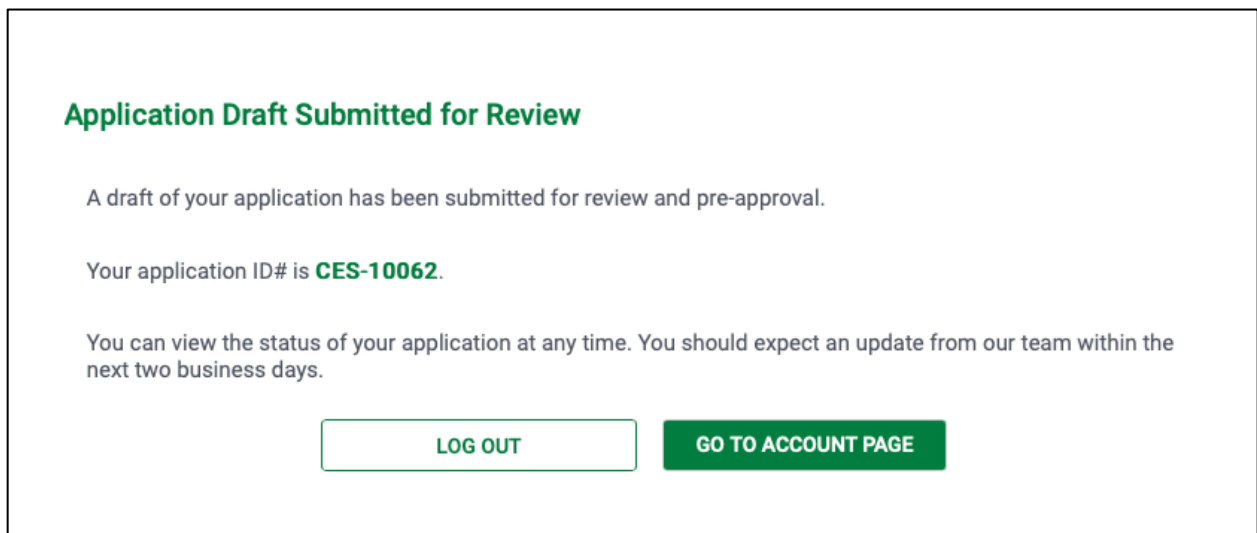 Application Draft Submitted for Review
A draft of your application has been submitted for review and pre-approval.
Your application ID# is CES-10062.
You can view the status of your application at any time. You should expect an update from our team within the
next two business days.
LOG OUT
GO TO ACCOUNT PAGE